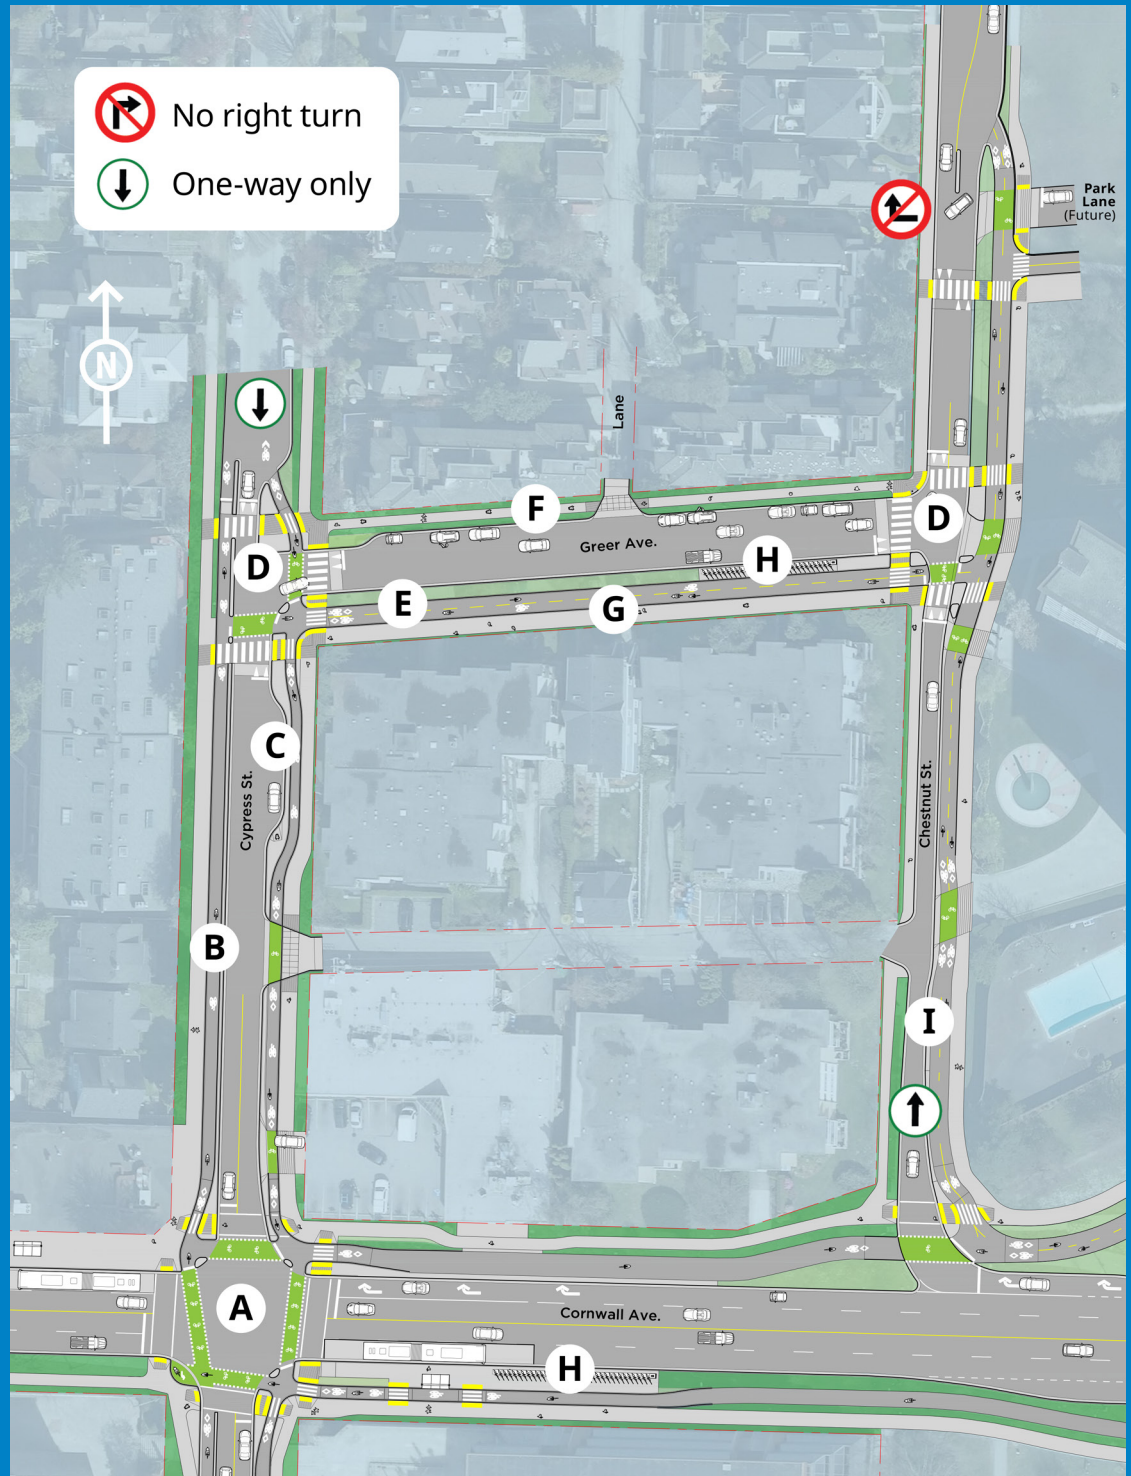 No right turn
One-way only
Park
Lane
(Future)
N
Lane
F
D
Greer Ave.
H
D
E
G
C
Cypress St.
Chestnut St.
B
I
A
Cornwall Ave.
H